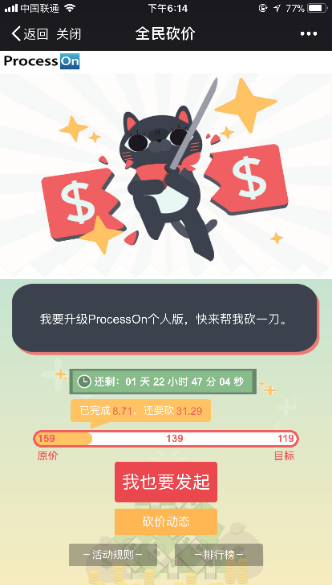 中国联通 下午6:14 77%
返回 关闭 全民砍价
ProcessOn
$ $
我要升级ProcessOn个人版，快来帮我砍一刀。
还剩：01 天 22 小时 47 分 04 秒
已完成 8.71，还要砍 31.29
159 139 119
原价 目标
我也要发起
砍价动态
－活动规则－ －排行榜－